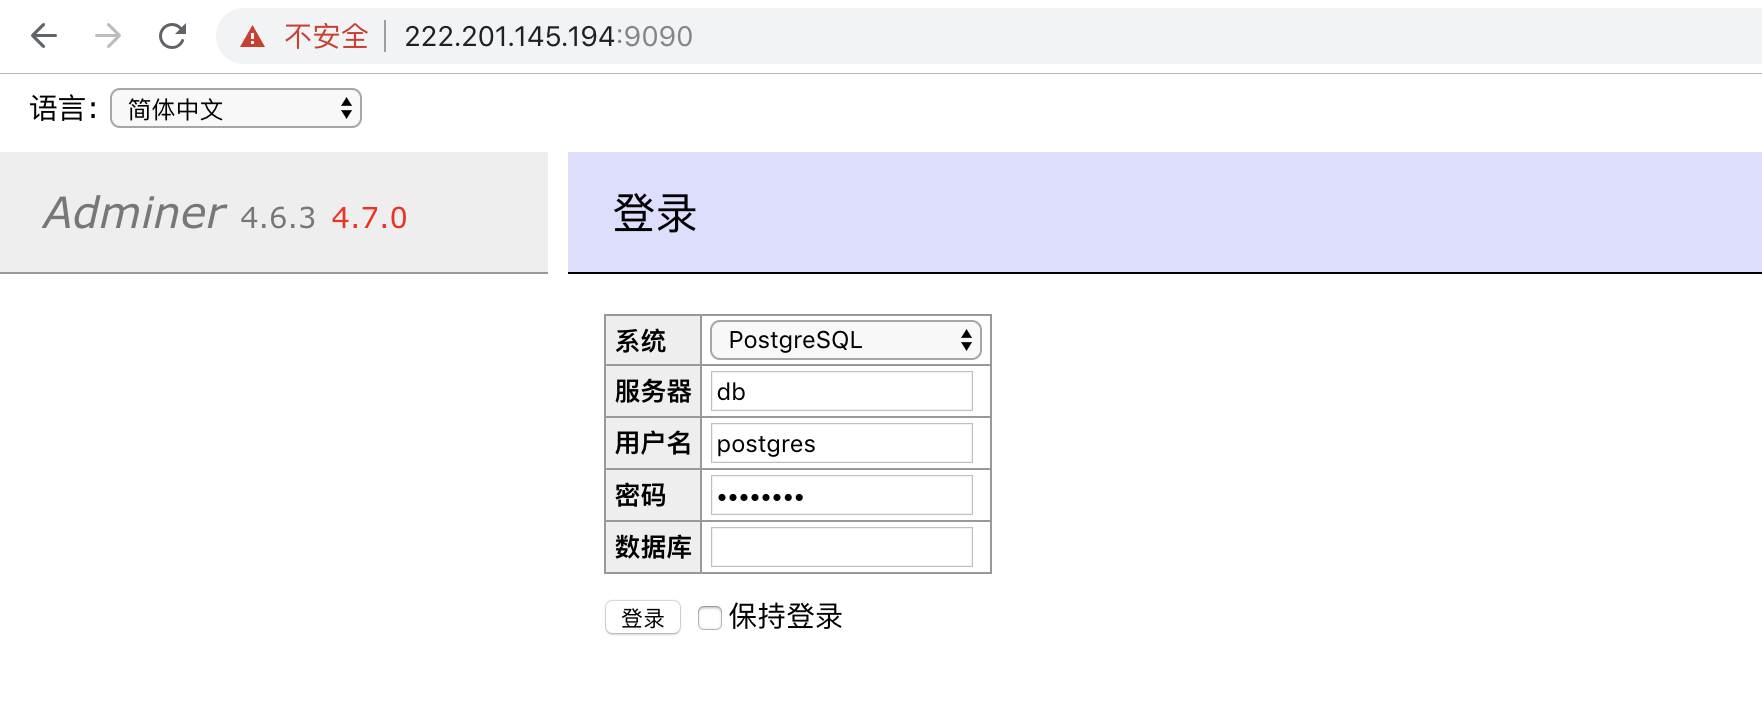 不安全 222.201.145.194:9090
语言: 简体中文
Adminer 4.6.3 4.7.0
登录
系统 PostgreSQL
服务器 db
用户名 postgres
密码 ••••••••
数据库
登录 保持登录